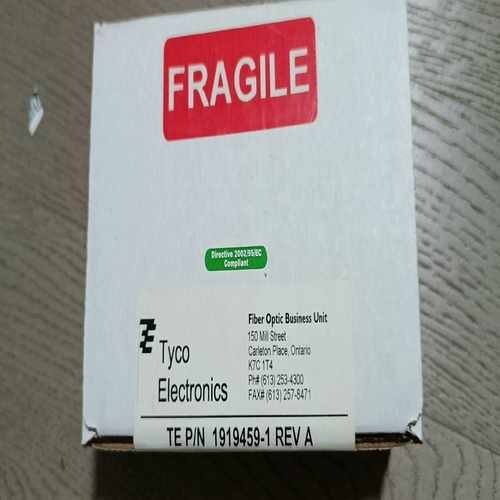 FRAGILE
Directive 2002/95/EC
Compliant
Fiber Optic Business Unit
150 Mill Street
Carleton Place, Ontario
K7C 1T4
Ph# (613) 253-4300
FAX# (613) 257-8471
Tyco
Electronics
TE P/N 1919459-1 REV A